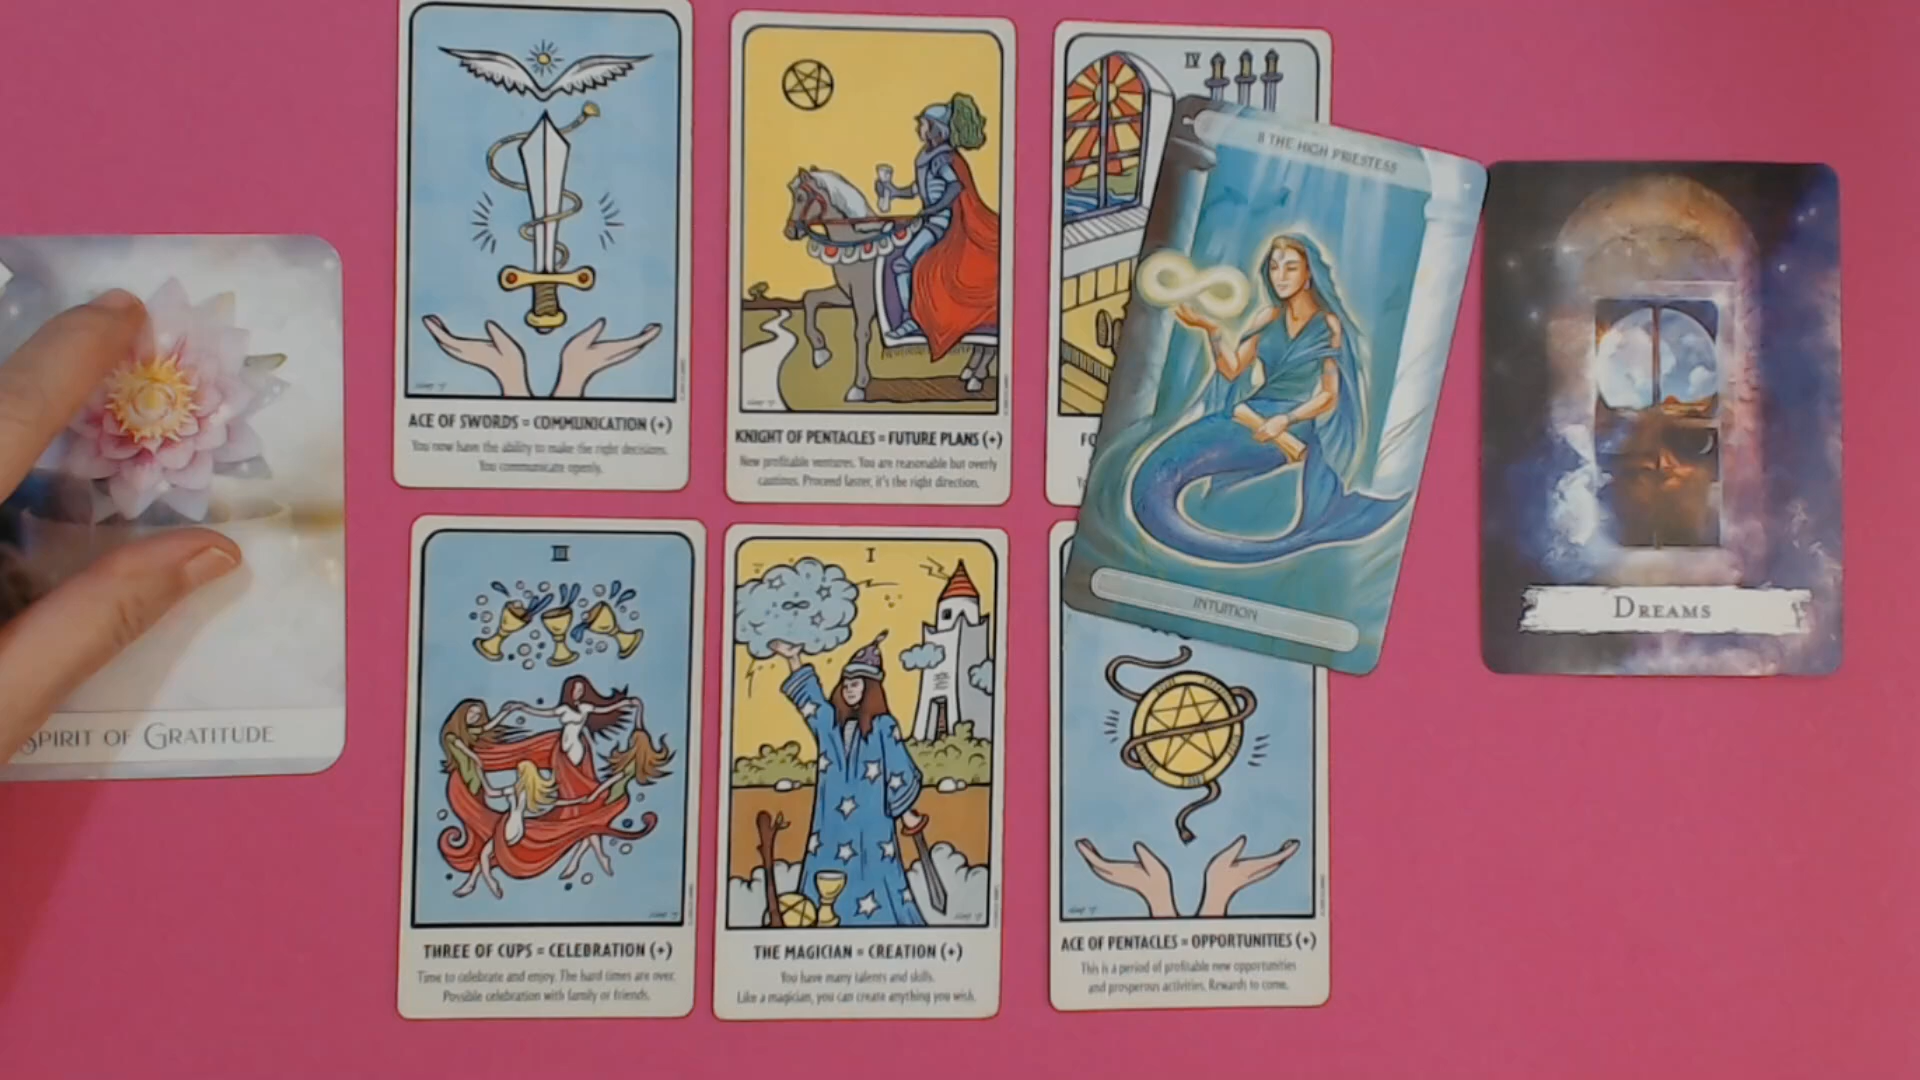 SPIRIT OF GRATITUDE
ACE OF SWORDS = COMMUNICATION (+)
You now have the ability to make the right decisions.
You communicate openly.
KNIGHT OF PENTACLES = FUTURE PLANS (+)
New profitable ventures. You are reasonable but overly
cautious. Proceed faster, it's the right direction.
IV
II THE HIGH PRIESTESS
INTUITION
DREAMS
III
THREE OF CUPS = CELEBRATION (+)
Time to celebrate and enjoy. The hard times are over.
Possible celebration with family or friends.
I
THE MAGICIAN = CREATION (+)
You have many talents and skills.
Like a magician, you can create anything you wish.
ACE OF PENTACLES = OPPORTUNITIES (+)
This is a period of profitable new opportunities
and prosperous activities. Rewards to come.